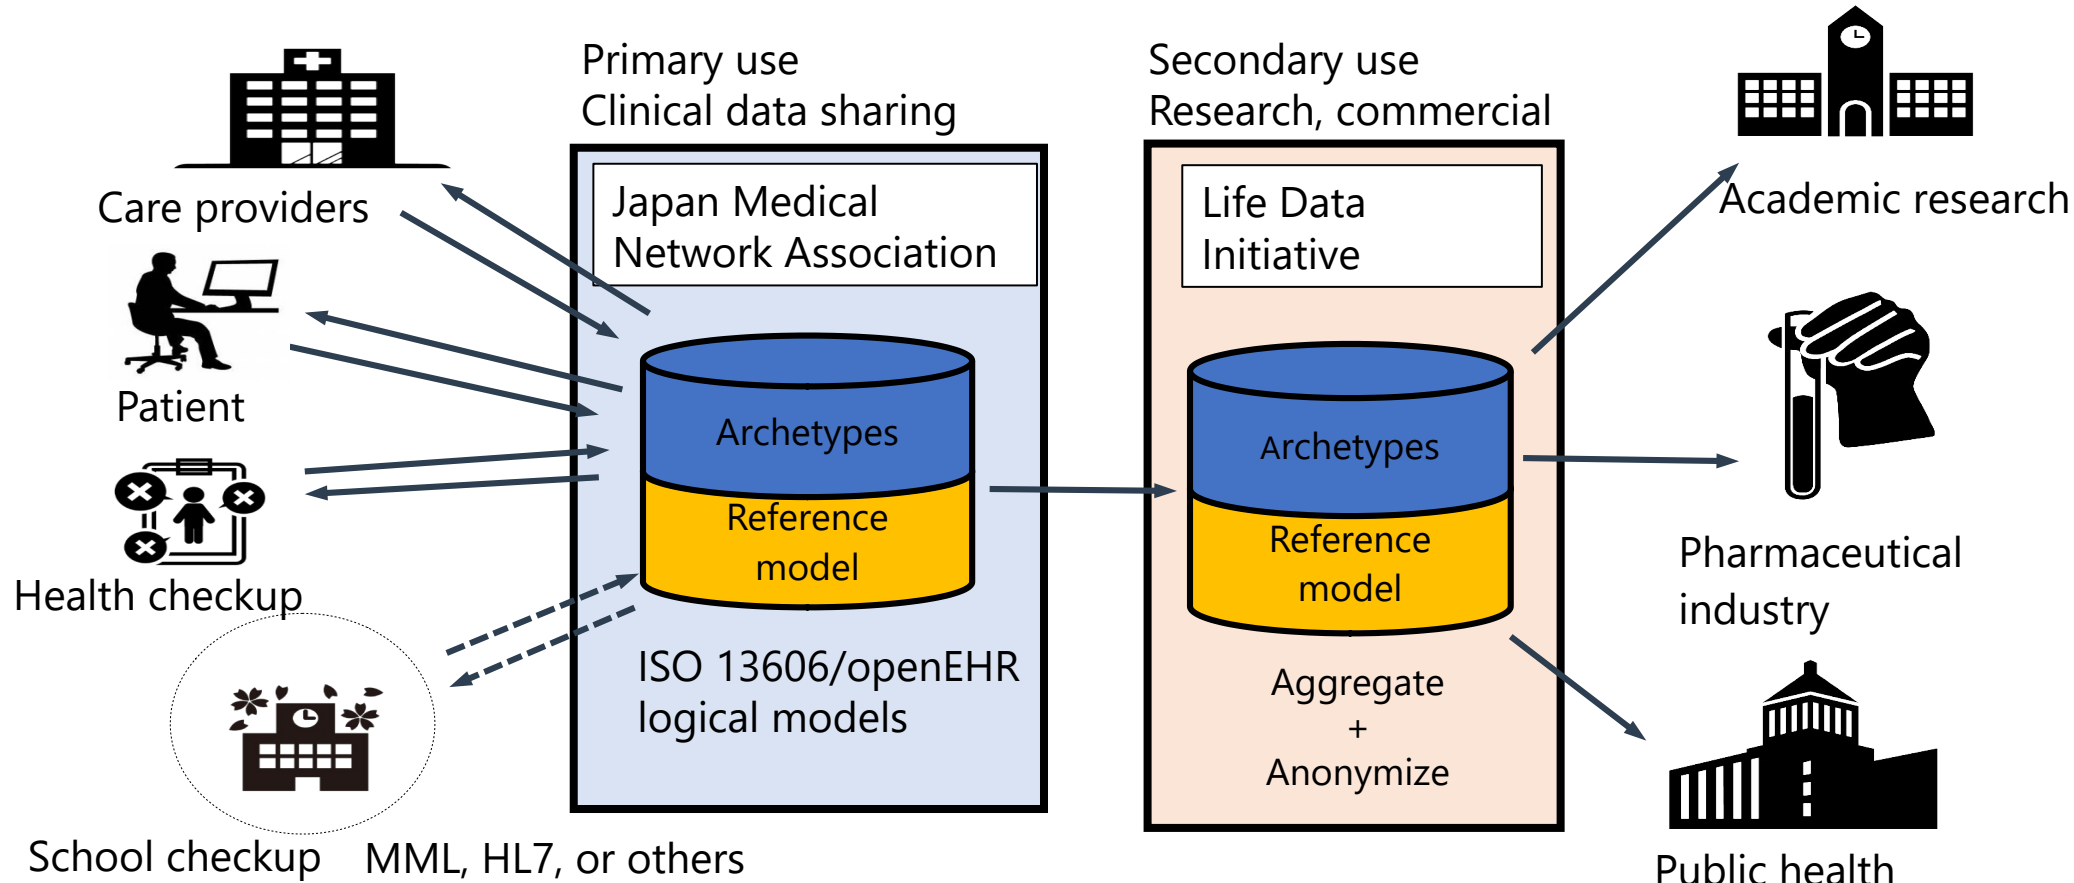 Primary use
Clinical data sharing
Secondary use
Research, commercial
Care providers
Patient
Health checkup
School checkup
MML, HL7, or others
Japan Medical
Network Association
Archetypes
Reference
model
ISO 13606/openEHR
logical models
Life Data
Initiative
Archetypes
Reference
model
Aggregate
+
Anonymize
Academic research
Pharmaceutical
industry
Public health